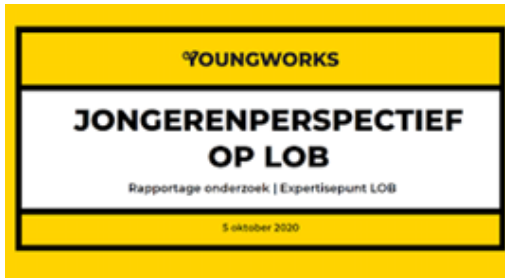 YOUNGWORKS
JONGERENPERSPECTIEF
OP LOB
Rapportage onderzoek | Expertisepunt LOB
5 oktober 2020